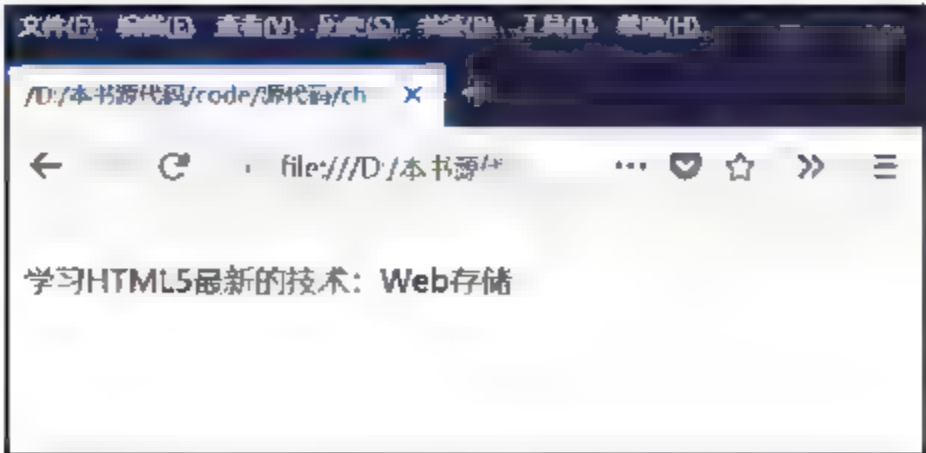 文件(F) 编辑(E) 查看(V) 历史(S) 书签(B) 工具(T) 帮助(H)
/D:/本书源代码/code/源代码/ch ×
file:///D:/本书源
学习HTML5最新的技术：Web存储